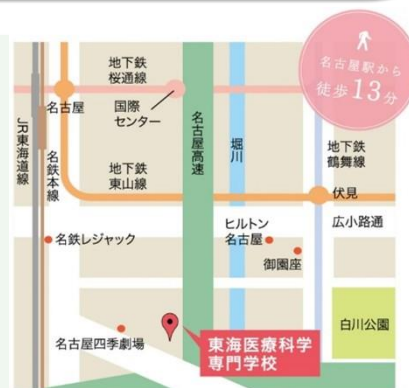 名古屋駅から
徒歩13分
地下鉄
桜通線
名古屋
国際
センター
JR東海道線
名鉄本線
名古屋高速
堀川
地下鉄
東山線
地下鉄
鶴舞線
伏見
広小路通
名鉄レジャック
ヒルトン
名古屋
御園座
名古屋四季劇場
東海医療科学
専門学校
白川公園